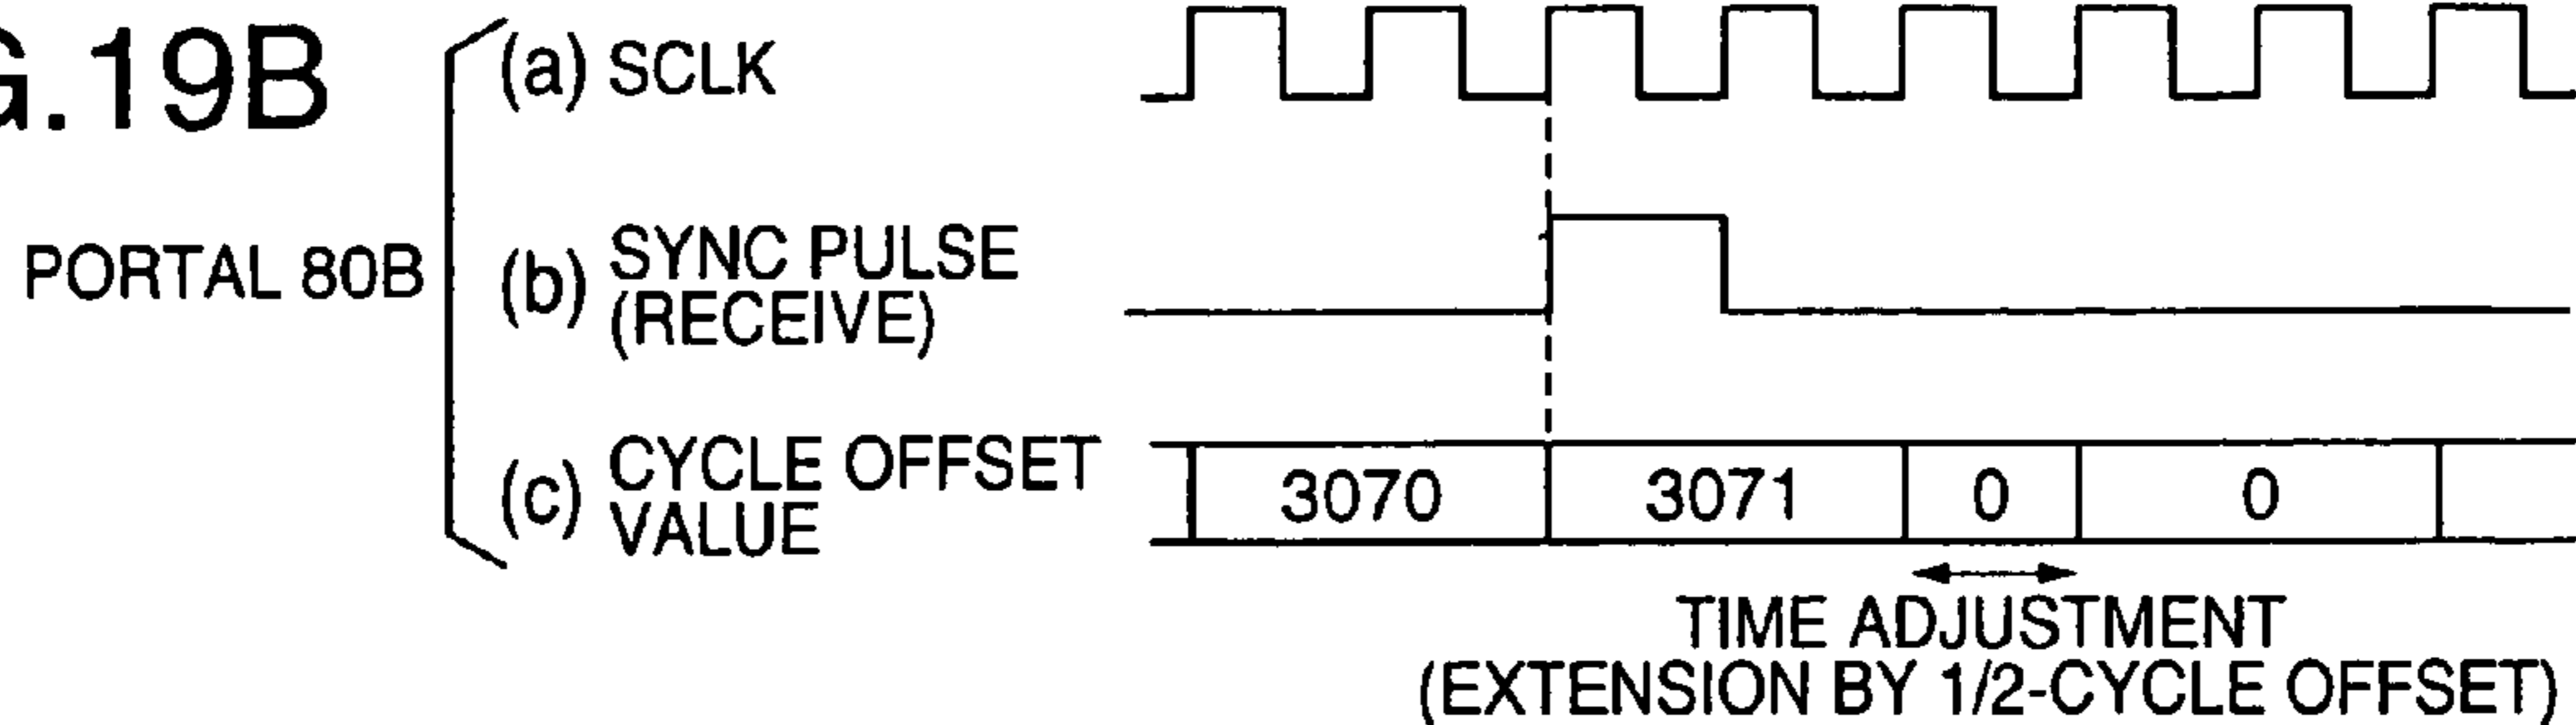 G.19B
PORTAL 80B
(a) SCLK
(b) SYNC PULSE
(RECEIVE)
(c) CYCLE OFFSET
VALUE
3070 3071 0 0
TIME ADJUSTMENT
(EXTENSION BY 1/2-CYCLE OFFSET)